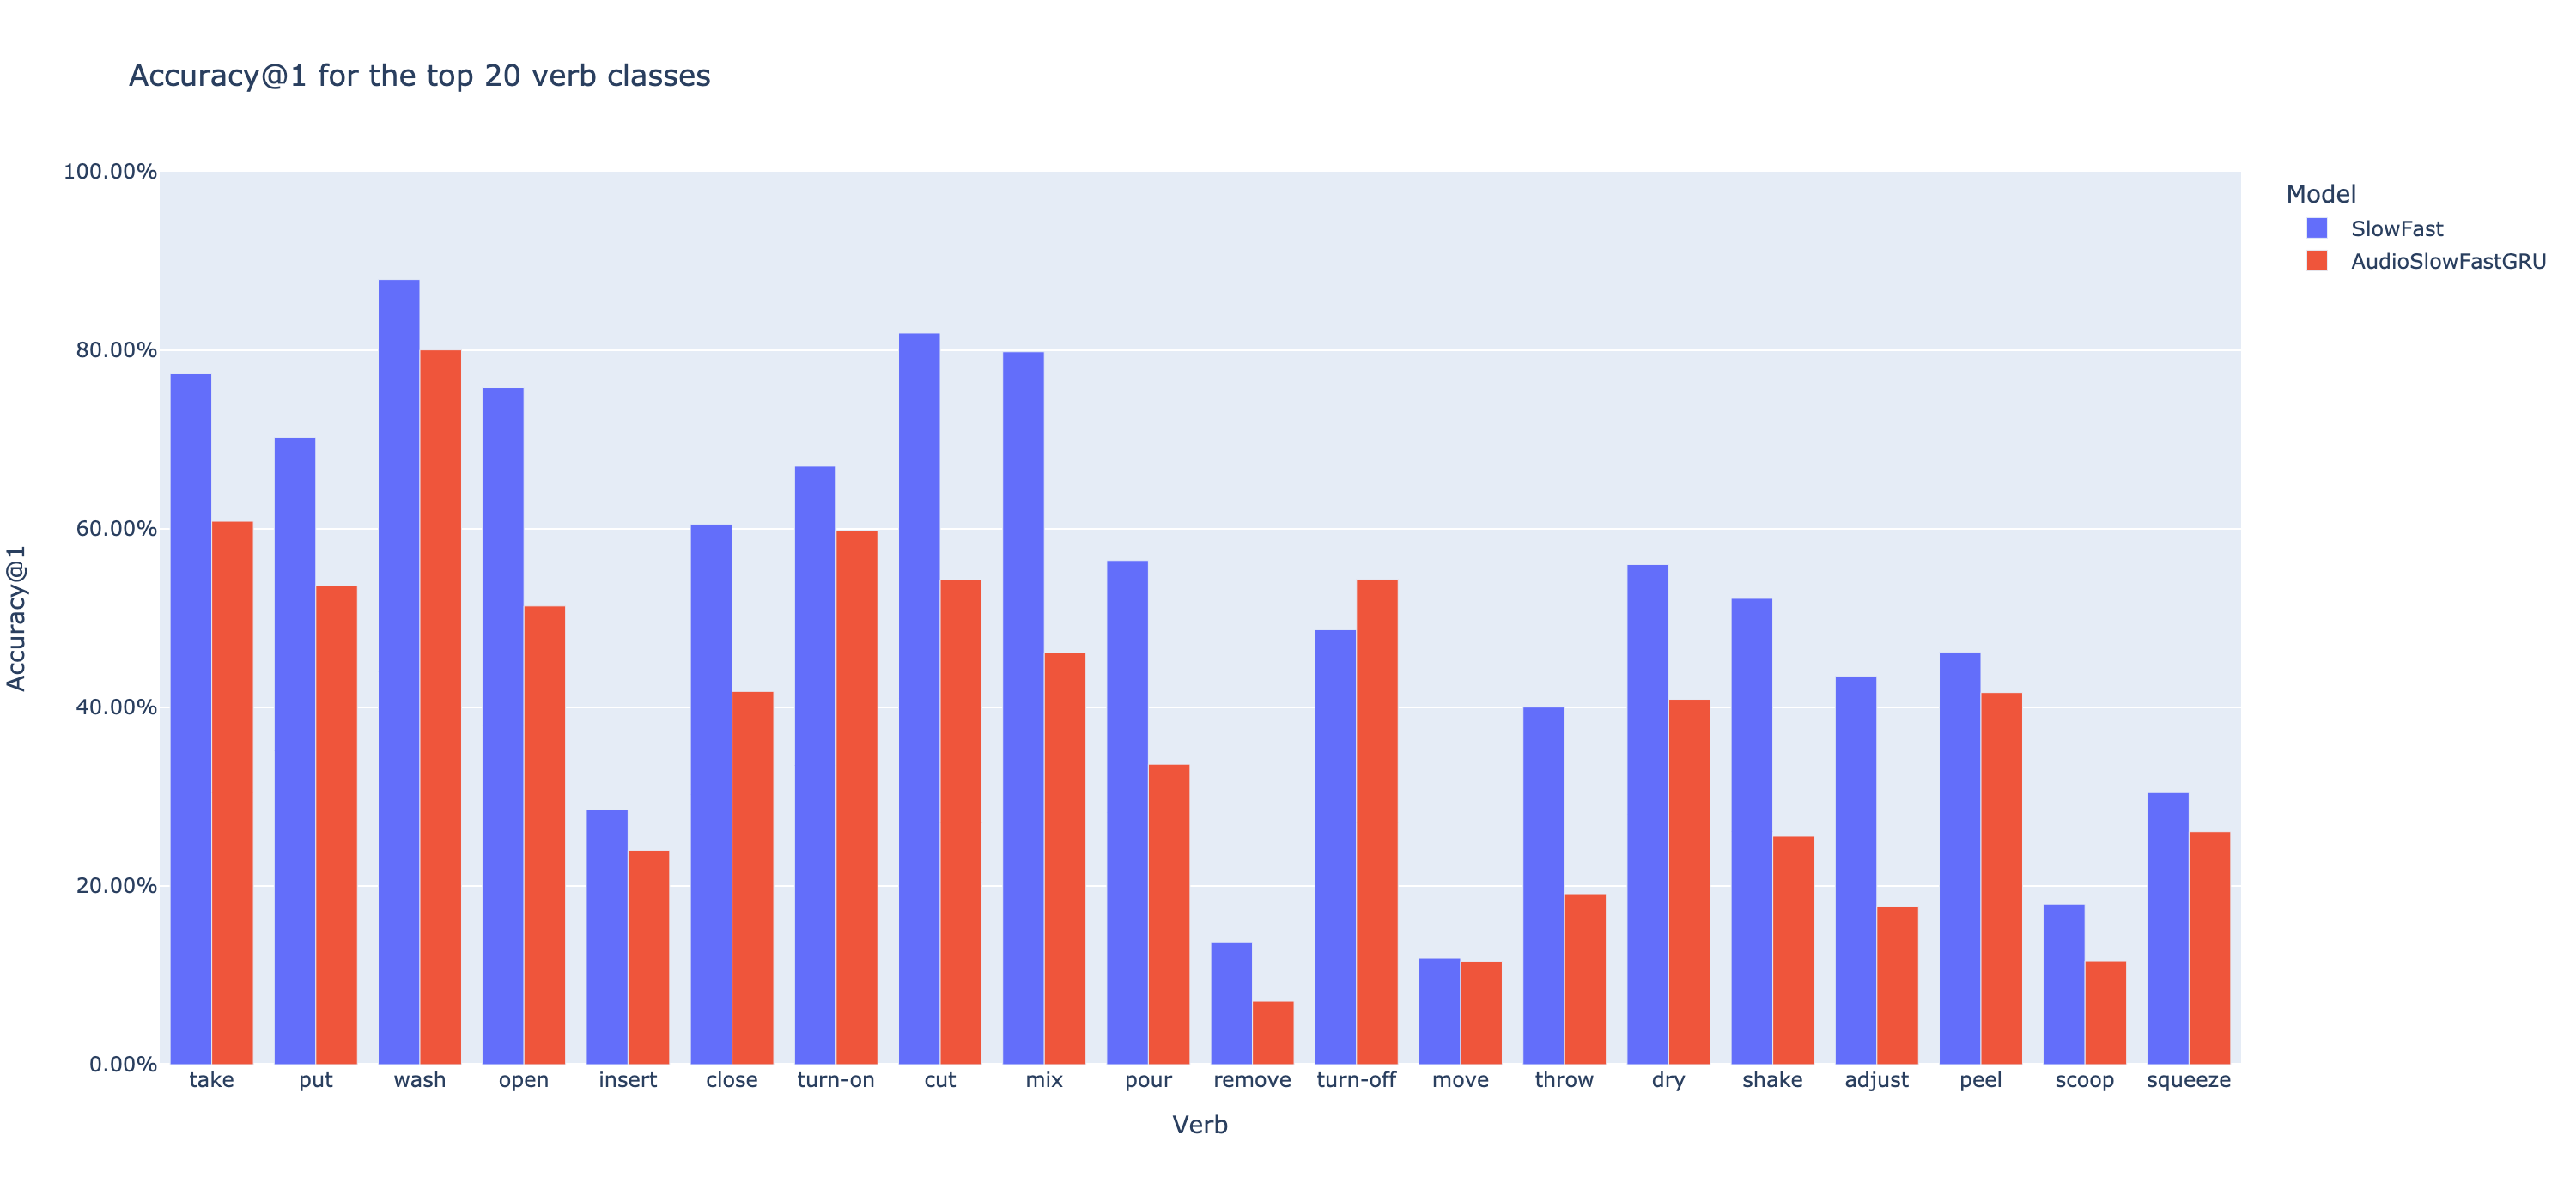 Accuracy@1 for the top 20 verb classes
100.00%
80.00%
60.00%
40.00%
20.00%
0.00%
Accuracy@1
take put wash open insert close turn-on cut mix pour remove turn-off move throw dry shake adjust peel scoop squeeze
Verb
Model
SlowFast
AudioSlowFastGRU